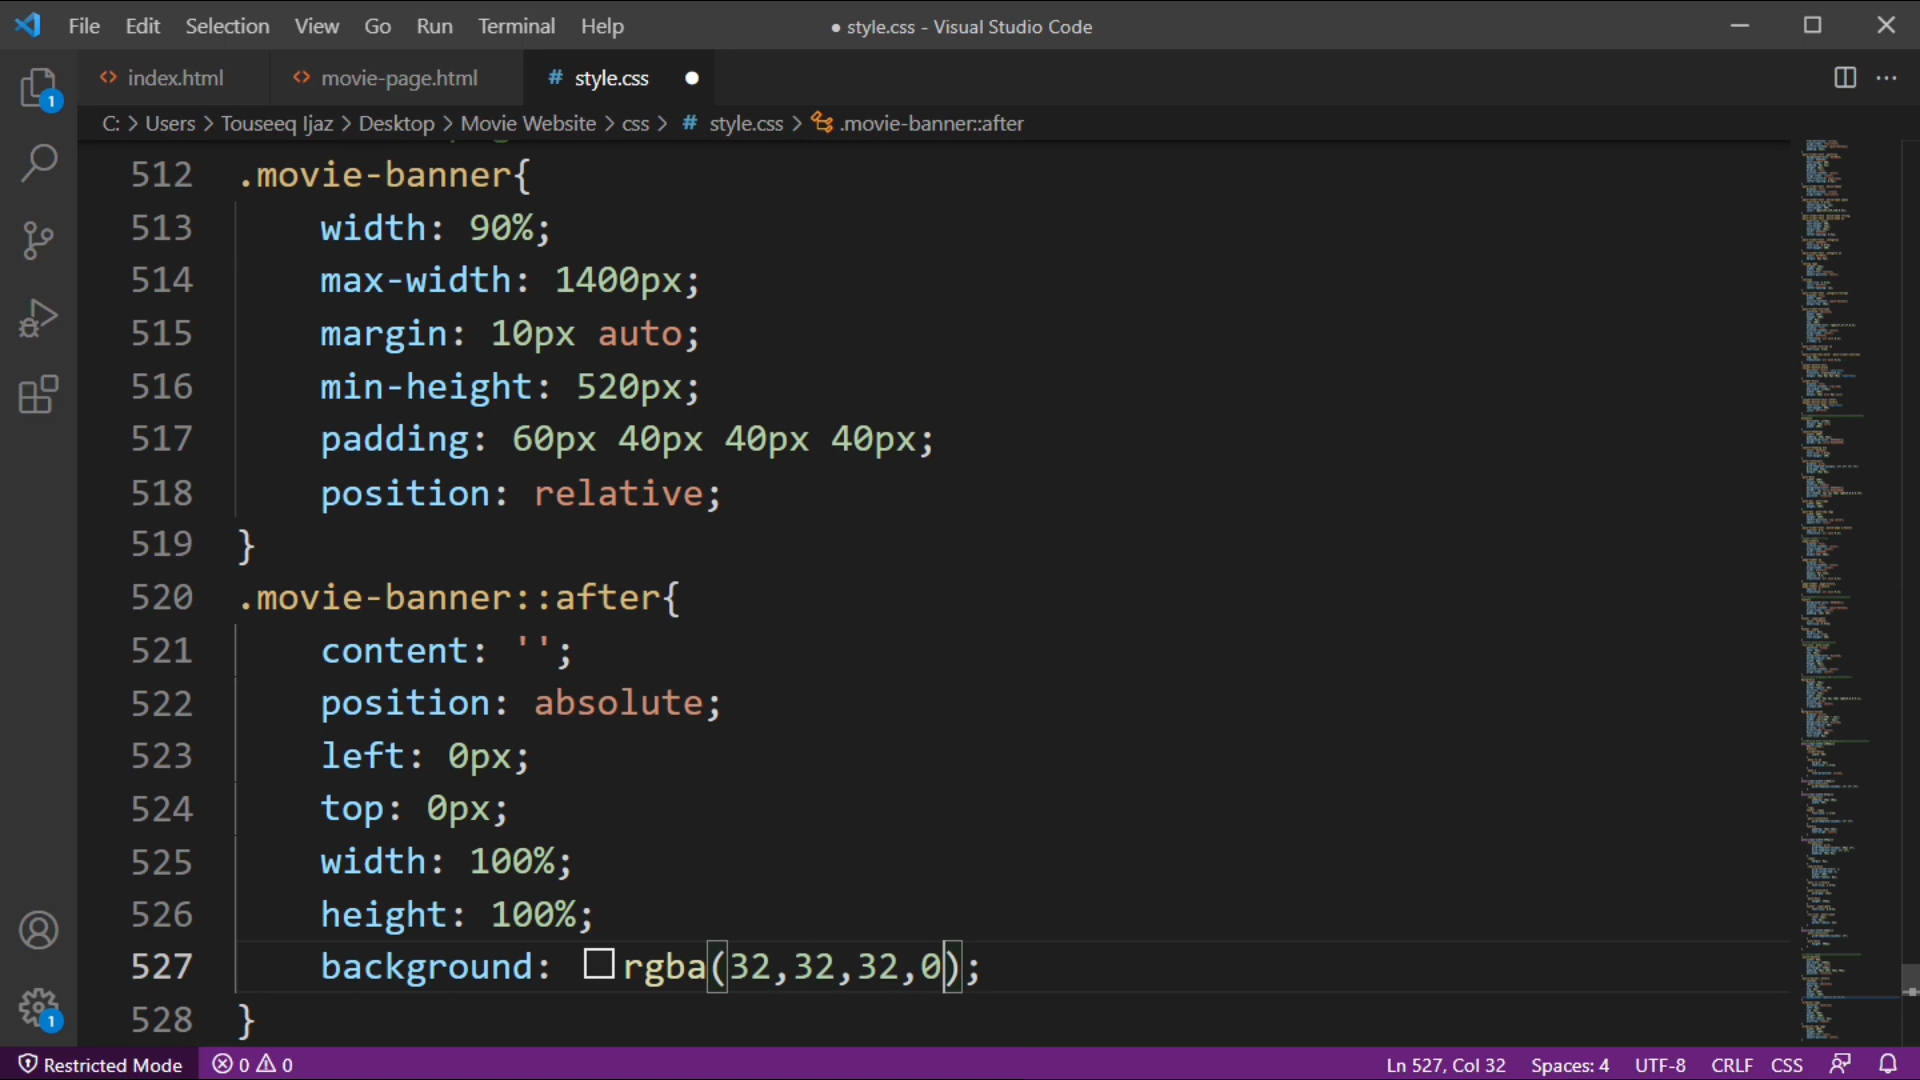 File Edit Selection View Go Run Terminal Help
● style.css - Visual Studio Code
index.html movie-page.html # style.css
C: > Users > Touseeq Ijaz > Desktop > Movie Website > css > # style.css > .movie-banner::after
512 .movie-banner{
513 width: 90%;
514 max-width: 1400px;
515 margin: 10px auto;
516 min-height: 520px;
517 padding: 60px 40px 40px 40px;
518 position: relative;
519 }
520 .movie-banner::after{
521 content: '';
522 position: absolute;
523 left: 0px;
524 top: 0px;
525 width: 100%;
526 height: 100%;
527 background: rgba(32,32,32,0);
528 }
1
1
Restricted Mode 0 0 Ln 527, Col 32 Spaces: 4 UTF-8 CRLF CSS